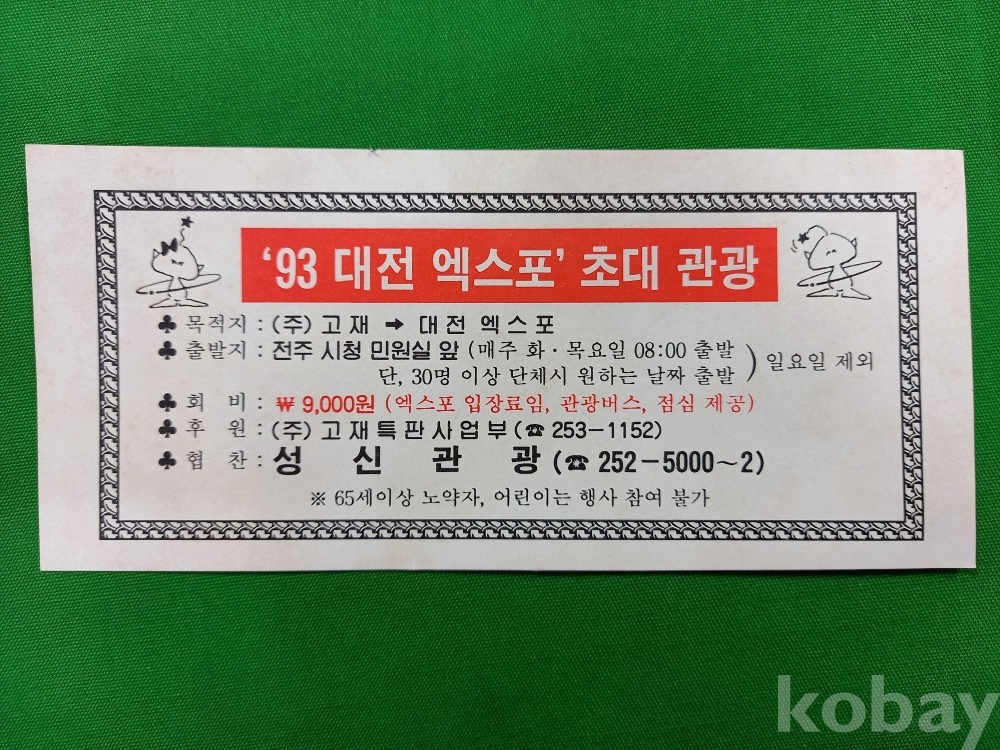 ‘93 대전 엑스포’ 초대 관광
♣ 목적지 : (주) 고재 ➡ 대전 엑스포
♣ 출발지 : 전주 시청 민원실 앞 (매주 화·목요일 08:00 출발
단, 30명 이상 단체시 원하는 날짜 출발) 일요일 제외
♣ 회 비 : ₩ 9,000원 (엑스포 입장료임, 관광버스, 점심 제공)
♣ 후 원 : (주) 고재특판사업부 (☎ 253-1152)
♣ 협 찬 : 성 신 관 광 (☎ 252-5000~2)
※ 65세이상 노약자, 어린이는 행사 참여 불가
kobay